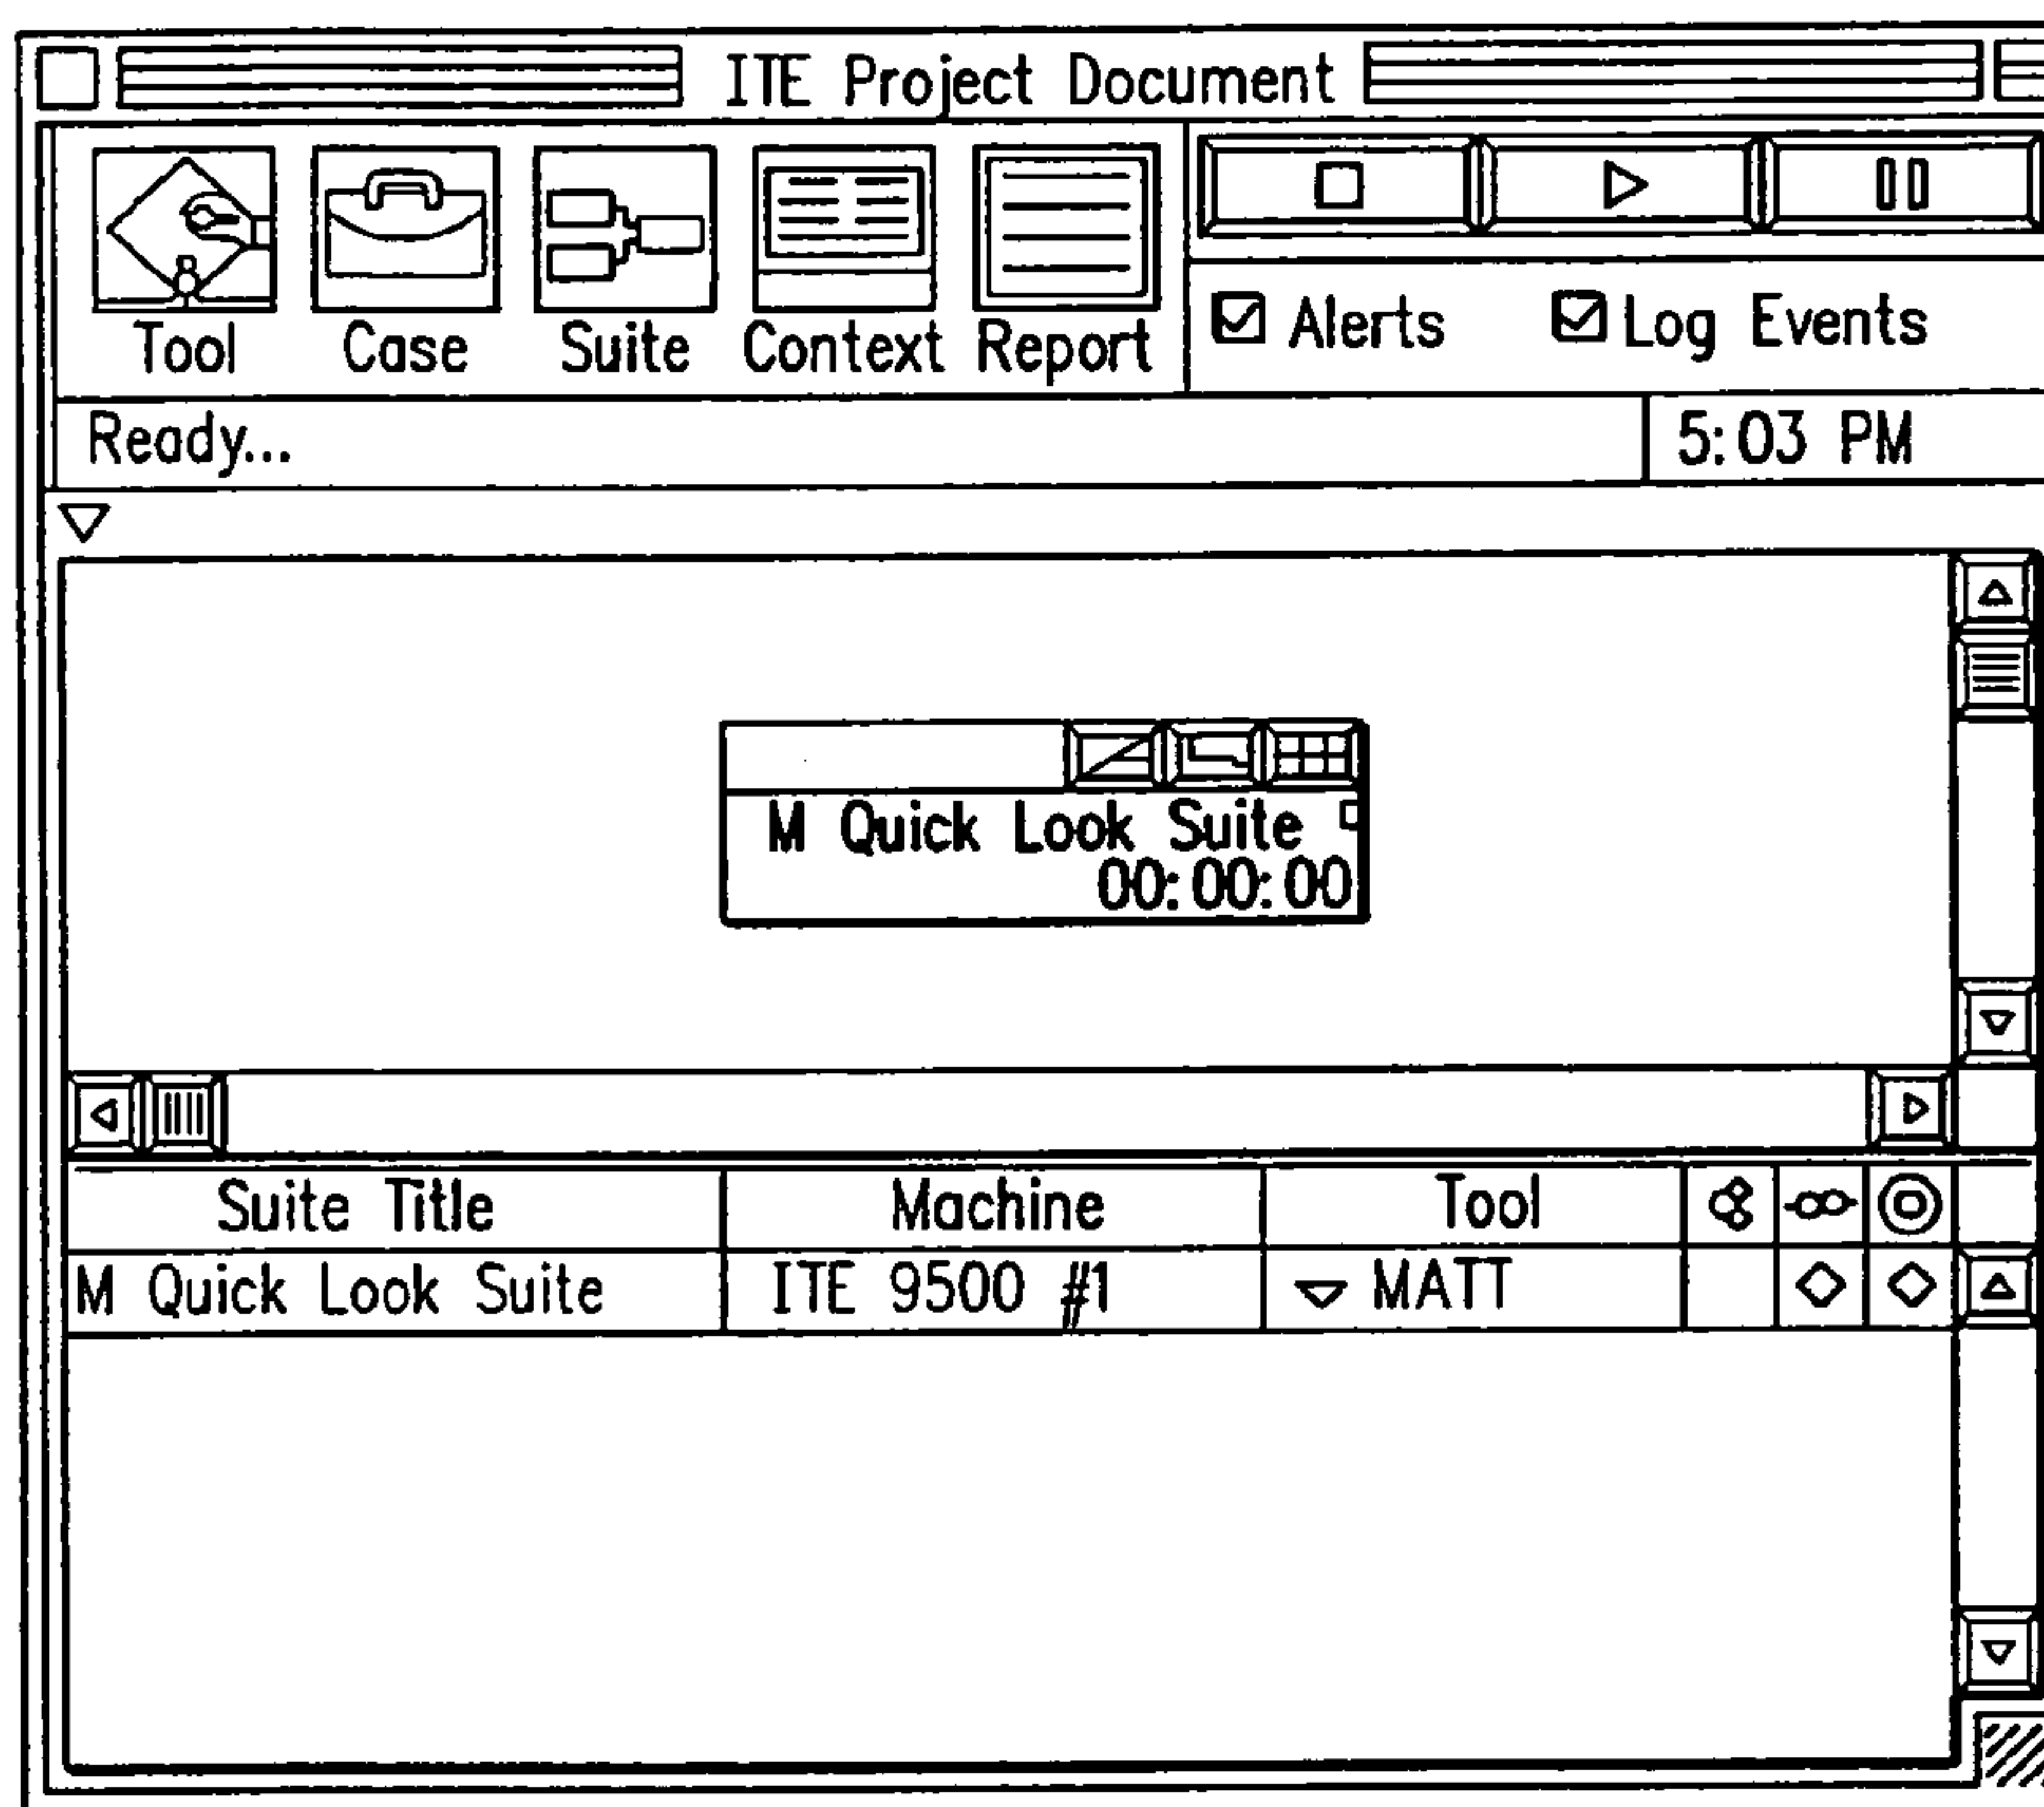 ITE Project Document
Tool Case Suite Context Report
Alerts Log Events
Ready... 5:03 PM
M Quick Look Suite
00:00:00
Suite Title Machine Tool
M Quick Look Suite ITE 9500 #1 MATT